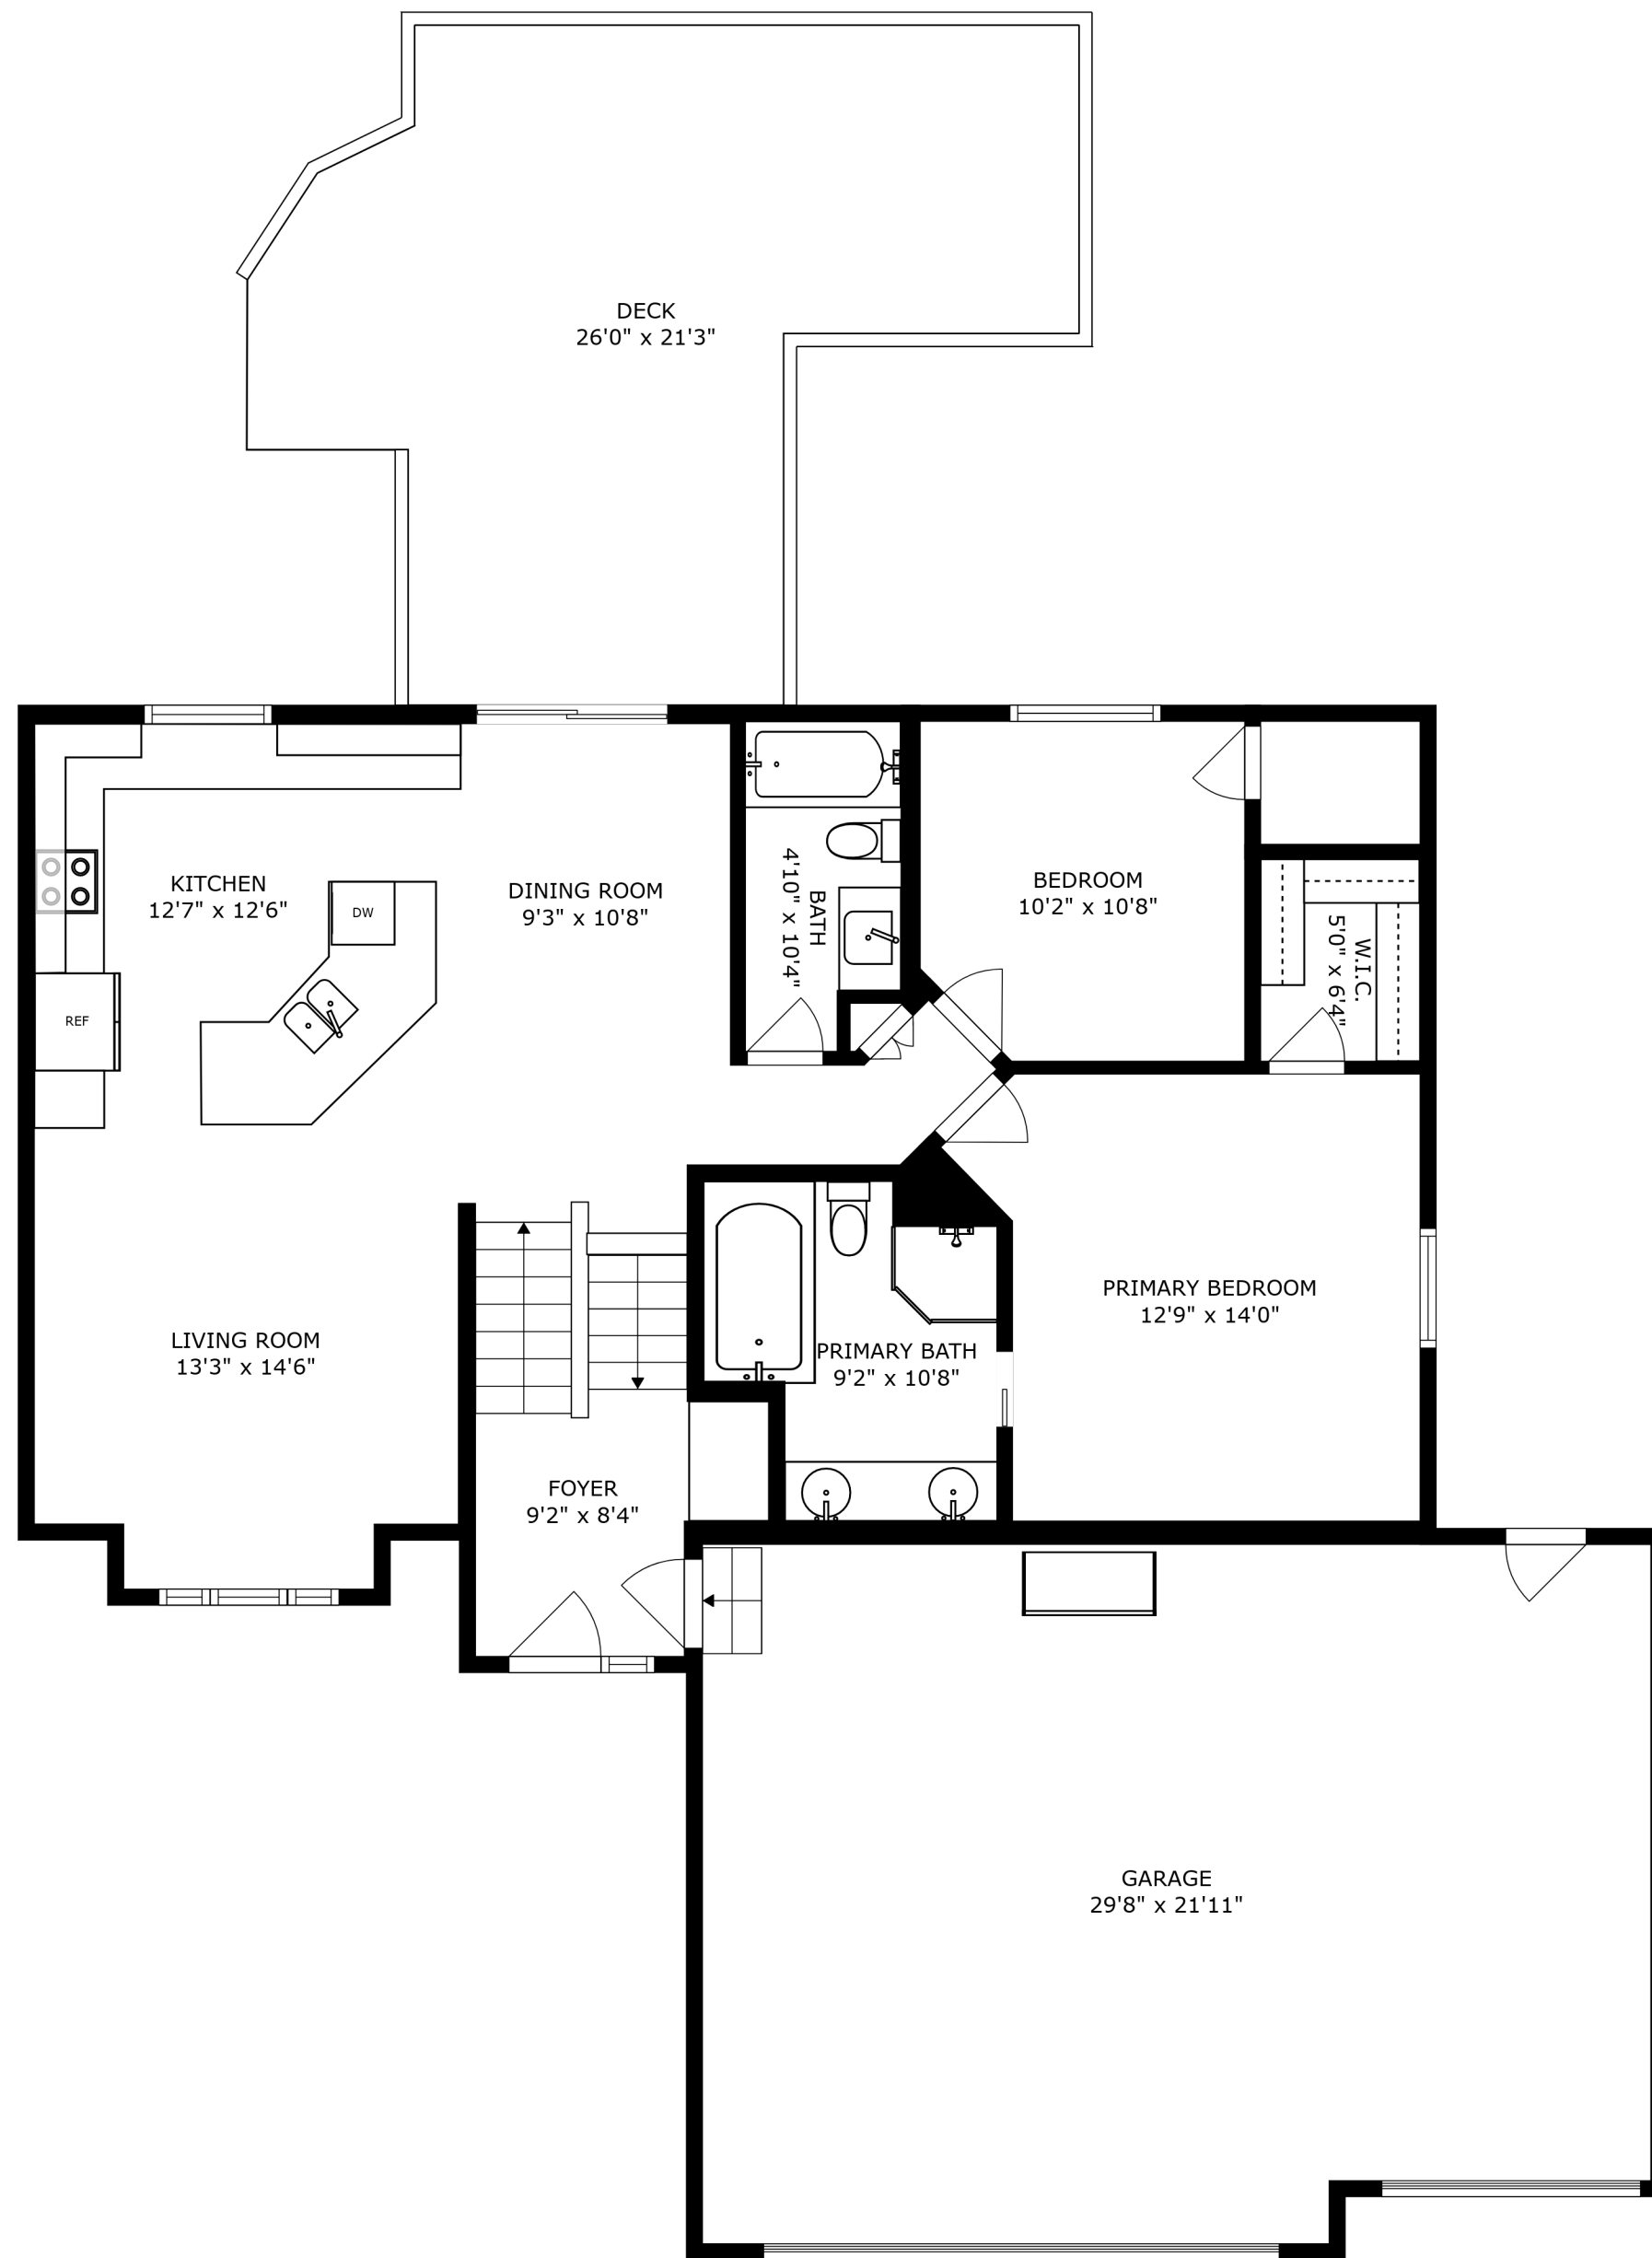 DECK
26'0" x 21'3"
KITCHEN
12'7" x 12'6"
DW
REF
DINING ROOM
9'3" x 10'8"
BATH
4'10" x 10'4"
BEDROOM
10'2" x 10'8"
W.I.C.
5'0" x 6'4"
LIVING ROOM
13'3" x 14'6"
PRIMARY BEDROOM
12'9" x 14'0"
PRIMARY BATH
9'2" x 10'8"
FOYER
9'2" x 8'4"
GARAGE
29'8" x 21'11"